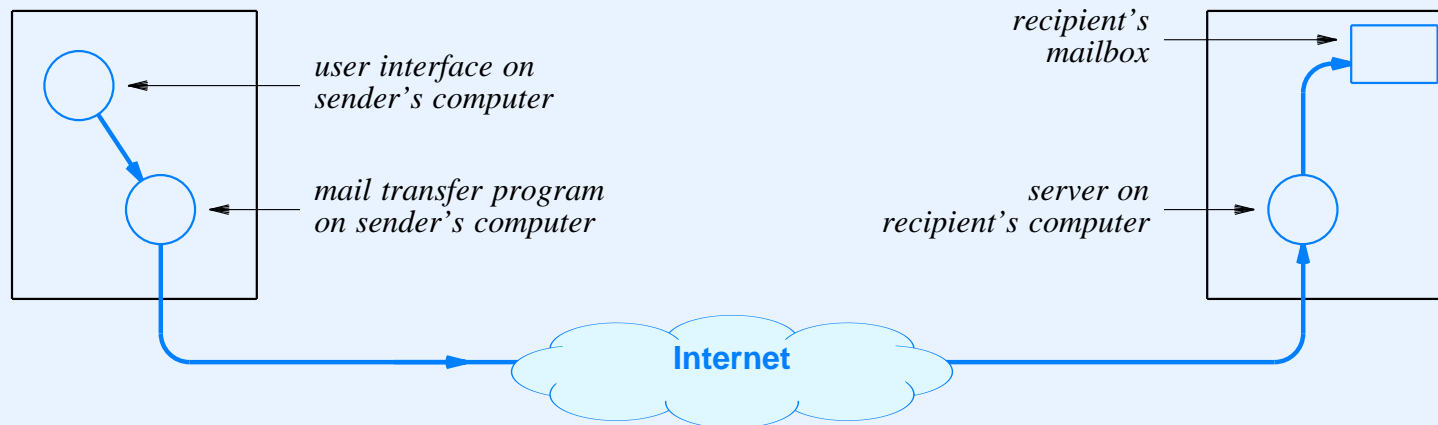 user interface on
sender’s computer
mail transfer program
on sender’s computer
Internet
recipient’s
mailbox
server on
recipient’s computer